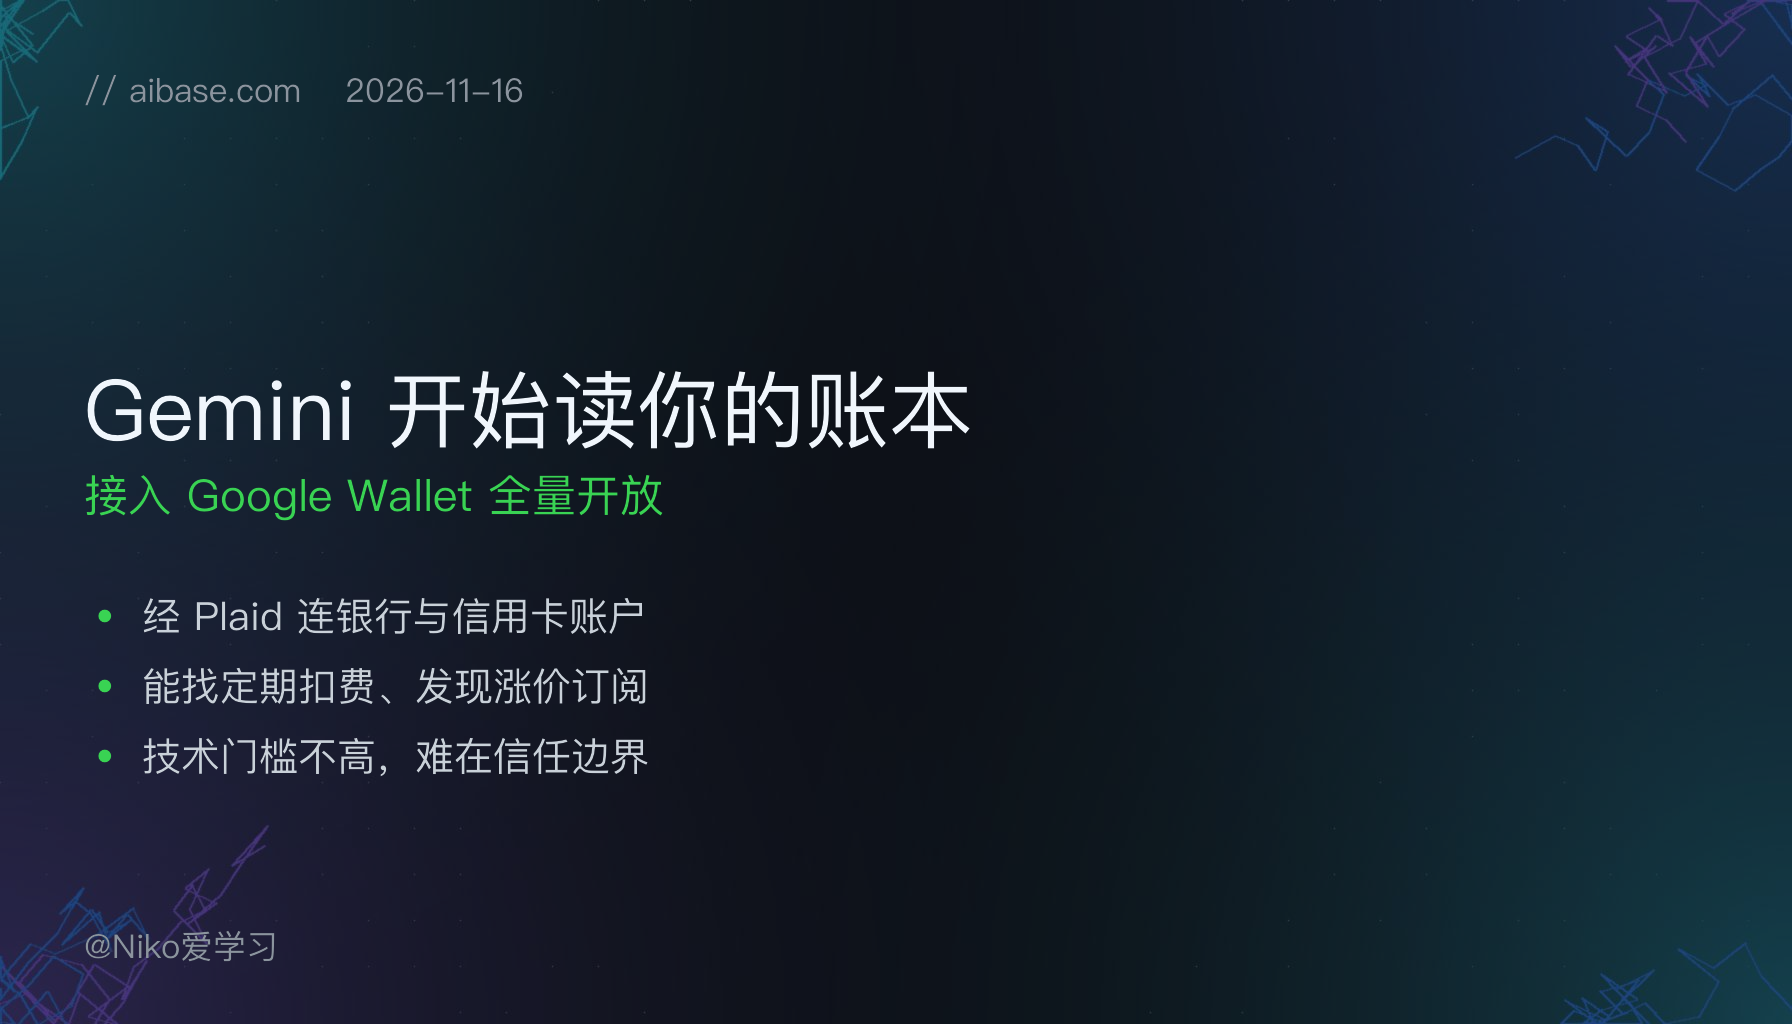 // aibase.com 2026-11-16
Gemini 开始读你的账本
接入 Google Wallet 全量开放
• 经 Plaid 连银行与信用卡账户
• 能找定期扣费、发现涨价订阅
• 技术门槛不高，难在信任边界
@Niko爱学习